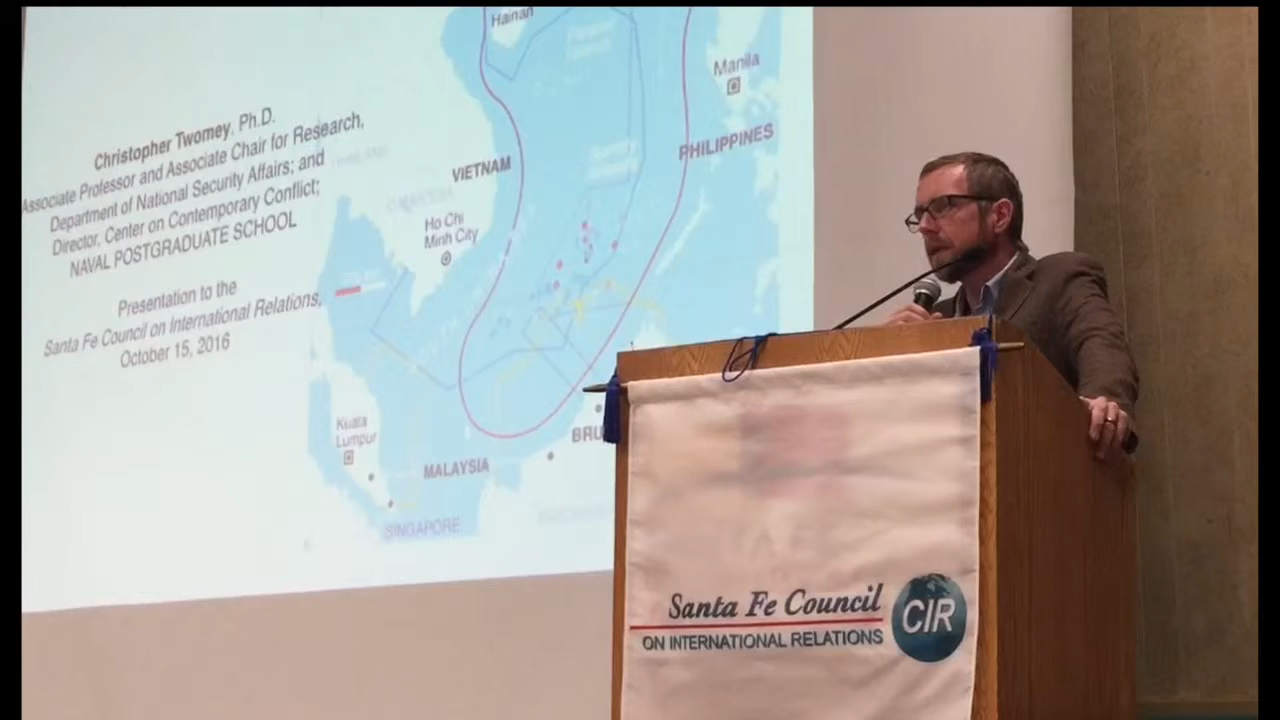 Christopher Twomey, Ph.D.
Associate Professor and Associate Chair for Research,
Department of National Security Affairs; and
Director, Center on Contemporary Conflict;
NAVAL POSTGRADUATE SCHOOL
Presentation to the
Santa Fe Council on International Relations,
October 15, 2016
Hainan
Manila
PHILIPPINES
VIETNAM
CAMBODIA
Ho Chi
Minh City
Kuala
Lumpur
BRU
MALAYSIA
SINGAPORE
Santa Fe Council
ON INTERNATIONAL RELATIONS
CIR